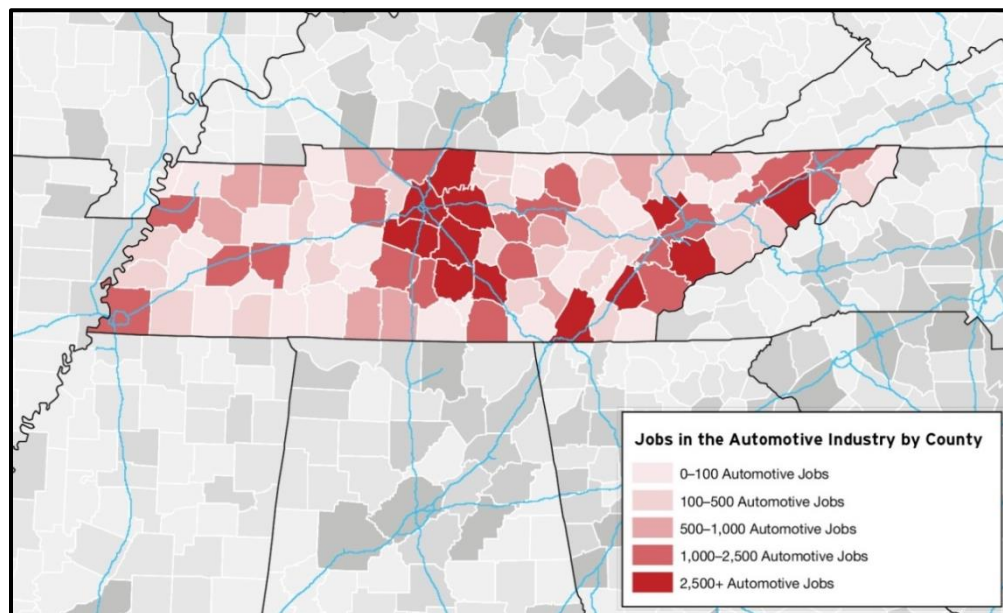 Jobs in the Automotive Industry by County
0–100 Automotive Jobs
100–500 Automotive Jobs
500–1,000 Automotive Jobs
1,000–2,500 Automotive Jobs
2,500+ Automotive Jobs